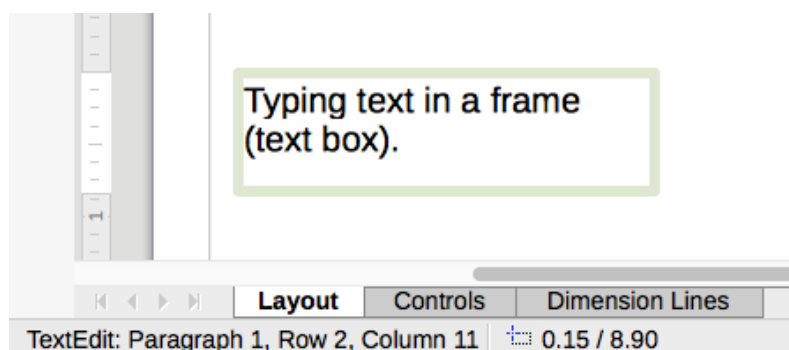 Typing text in a frame
(text box).
1
Layout Controls Dimension Lines
TextEdit: Paragraph 1, Row 2, Column 11 0.15 / 8.90